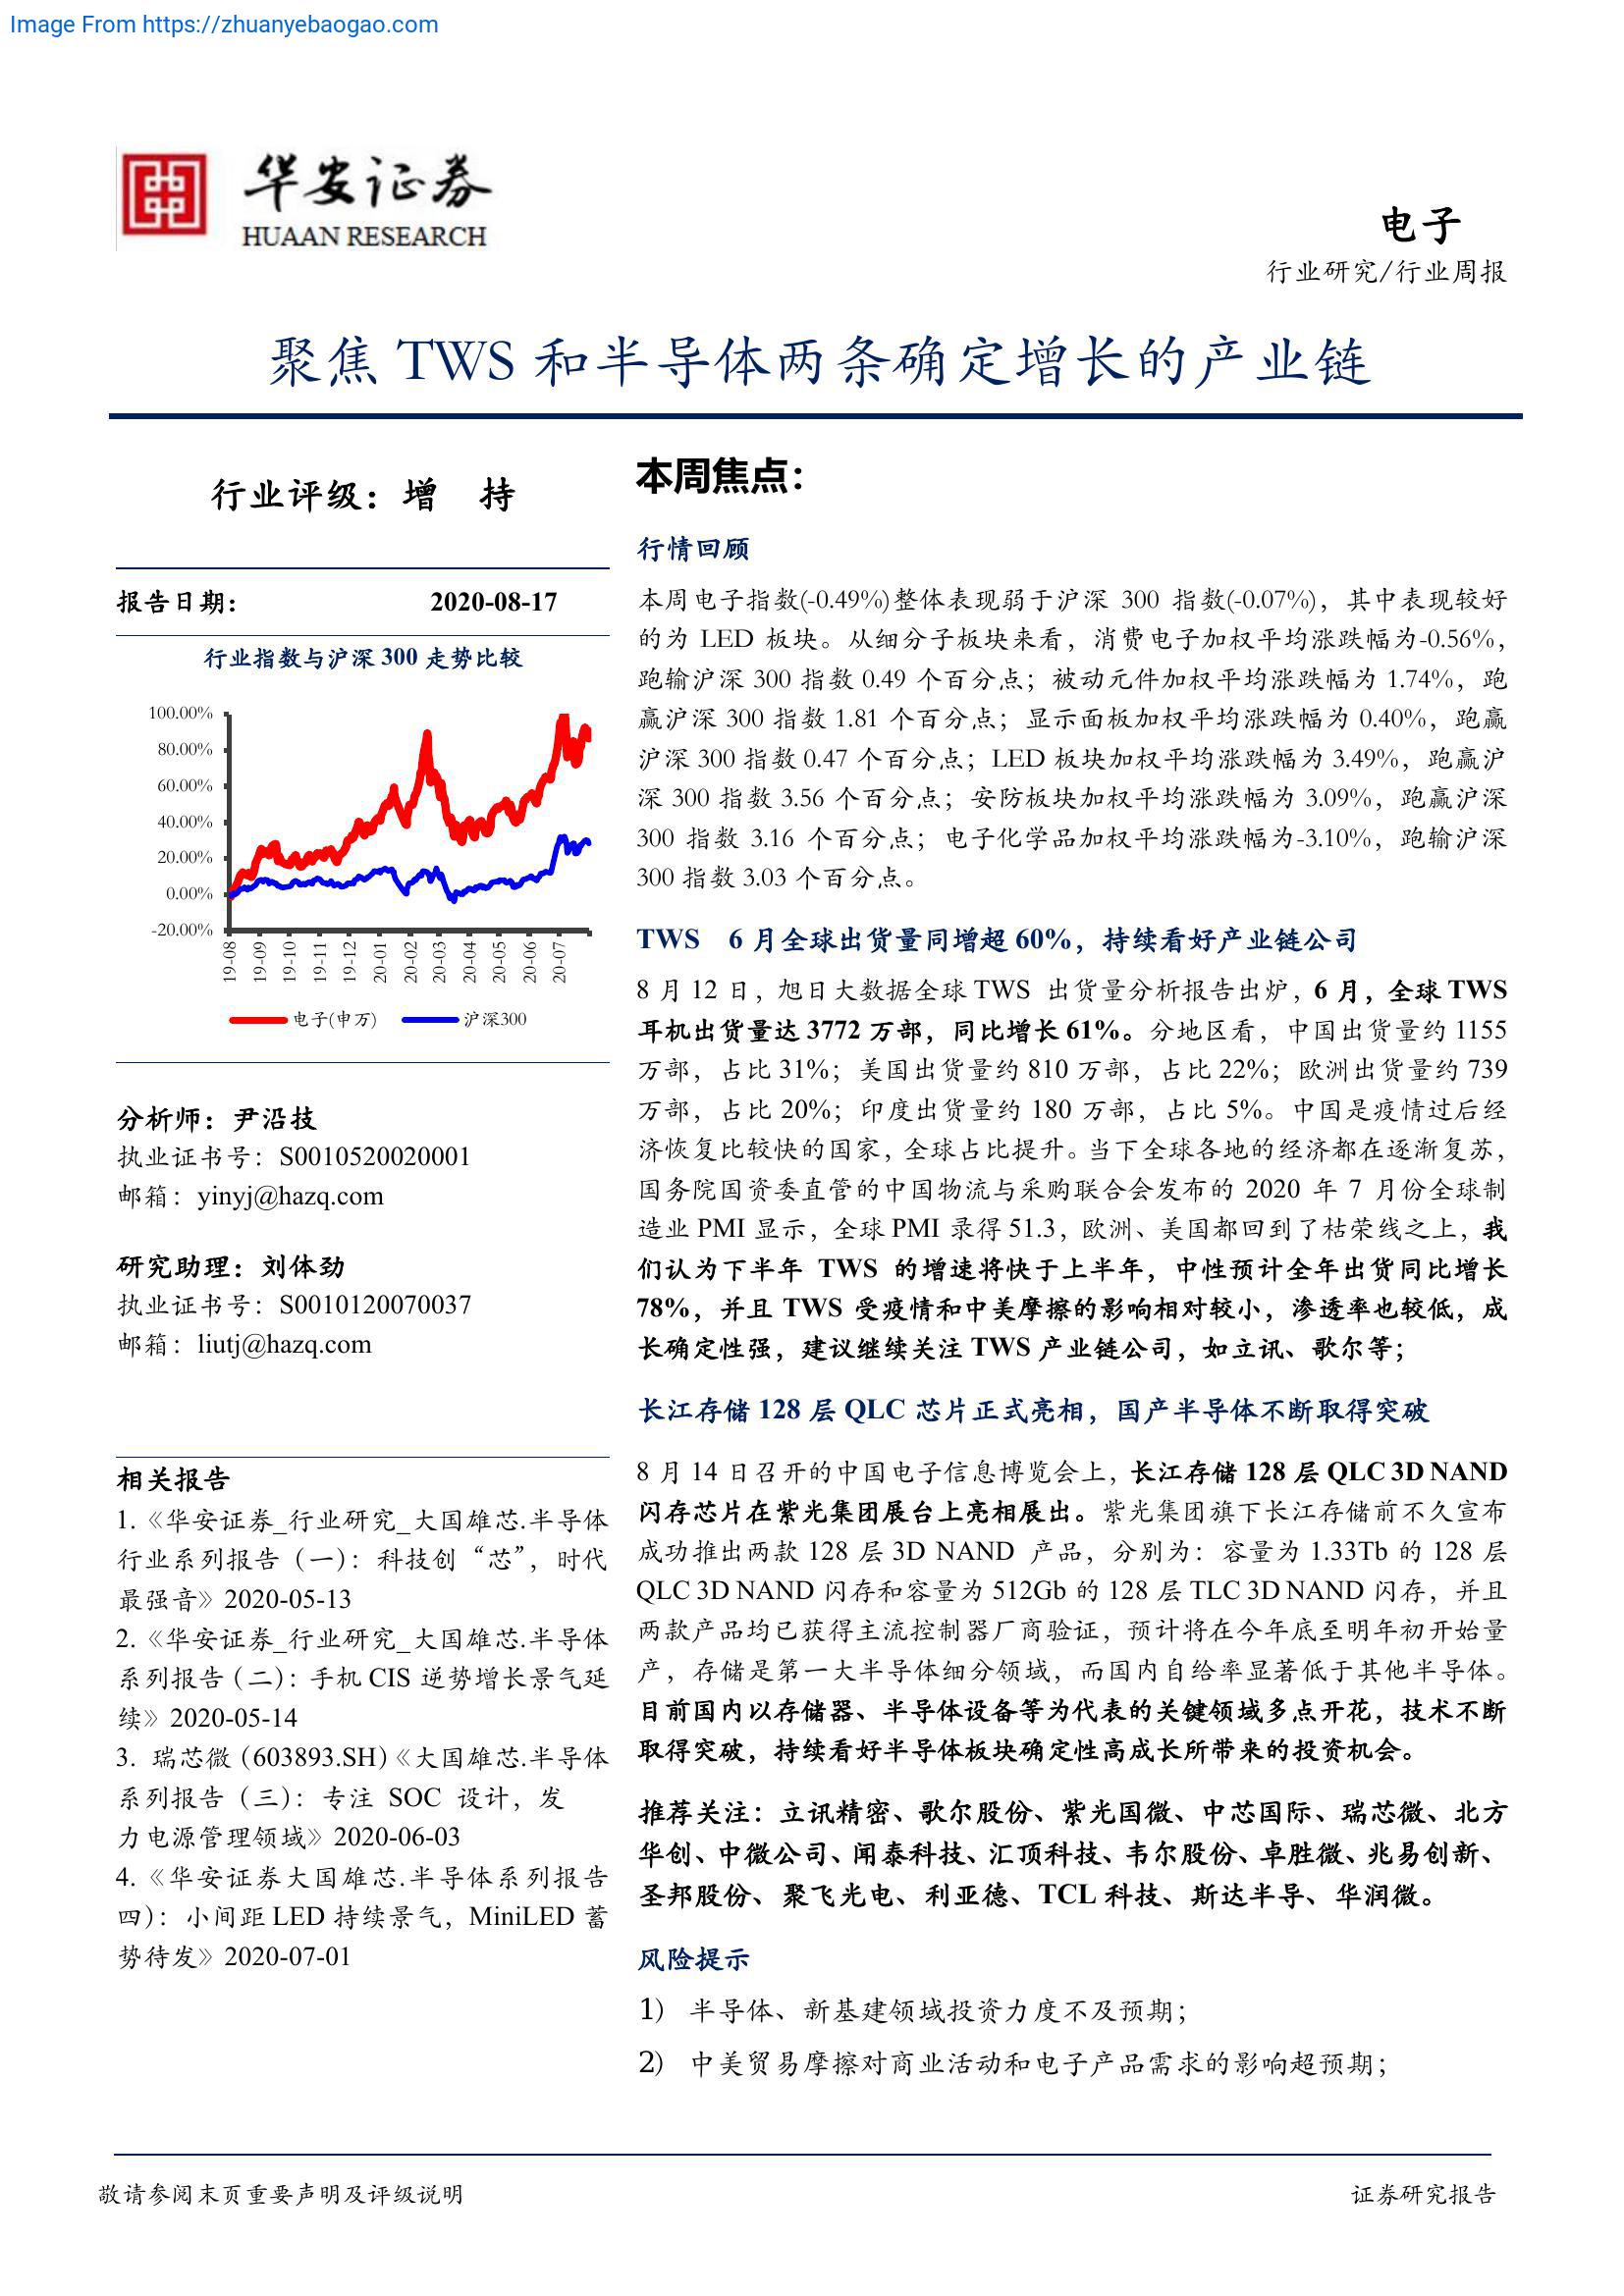 Image From https://zhuanyebaogao.com
华安证券
HUAAN RESEARCH
电子
行业研究/行业周报
聚焦 TWS 和半导体两条确定增长的产业链
行业评级：增 持
报告日期： 2020-08-17
行业指数与沪深 300 走势比较
100.00%
80.00%
60.00%
40.00%
20.00%
0.00%
-20.00%
19-08
19-09
19-10
19-11
19-12
20-01
20-02
20-03
20-04
20-05
20-06
20-07
电子(申万) 沪深300
分析师：尹沿技
执业证书号：S0010520020001
邮箱：yinyj@hazq.com
研究助理：刘体劲
执业证书号：S0010120070037
邮箱：liutj@hazq.com
相关报告
1.《华安证券_行业研究_大国雄芯.半导体
行业系列报告（一）：科技创“芯”，时代
最强音》2020-05-13
2.《华安证券_行业研究_大国雄芯.半导体
系列报告（二）：手机 CIS 逆势增长景气延
续》2020-05-14
3. 瑞芯微（603893.SH）《大国雄芯.半导体
系列报告（三）：专注 SOC 设计，发
力电源管理领域》2020-06-03
4.《华安证券大国雄芯.半导体系列报告
四）：小间距 LED 持续景气，MiniLED 蓄
势待发》2020-07-01
本周焦点：
行情回顾
本周电子指数(-0.49%)整体表现弱于沪深 300 指数(-0.07%)，其中表现较好
的为 LED 板块。从细分子板块来看，消费电子加权平均涨跌幅为-0.56%，
跑输沪深 300 指数 0.49 个百分点；被动元件加权平均涨跌幅为 1.74%，跑
赢沪深 300 指数 1.81 个百分点；显示面板加权平均涨跌幅为 0.40%，跑赢
沪深 300 指数 0.47 个百分点；LED 板块加权平均涨跌幅为 3.49%，跑赢沪
深 300 指数 3.56 个百分点；安防板块加权平均涨跌幅为 3.09%，跑赢沪深
300 指数 3.16 个百分点；电子化学品加权平均涨跌幅为-3.10%，跑输沪深
300 指数 3.03 个百分点。
TWS 6 月全球出货量同增超 60%，持续看好产业链公司
8 月 12 日，旭日大数据全球 TWS 出货量分析报告出炉，6 月，全球 TWS
耳机出货量达 3772 万部，同比增长 61%。分地区看，中国出货量约 1155
万部，占比 31%；美国出货量约 810 万部，占比 22%；欧洲出货量约 739
万部，占比 20%；印度出货量约 180 万部，占比 5%。中国是疫情过后经
济恢复比较快的国家，全球占比提升。当下全球各地的经济都在逐渐复苏，
国务院国资委直管的中国物流与采购联合会发布的 2020 年 7 月份全球制
造业 PMI 显示，全球 PMI 录得 51.3，欧洲、美国都回到了枯荣线之上，我
们认为下半年 TWS 的增速将快于上半年，中性预计全年出货同比增长
78%，并且 TWS 受疫情和中美摩擦的影响相对较小，渗透率也较低，成
长确定性强，建议继续关注 TWS 产业链公司，如立讯、歌尔等；
长江存储 128 层 QLC 芯片正式亮相，国产半导体不断取得突破
8 月 14 日召开的中国电子信息博览会上，长江存储 128 层 QLC 3D NAND
闪存芯片在紫光集团展台上亮相展出。紫光集团旗下长江存储前不久宣布
成功推出两款 128 层 3D NAND 产品，分别为：容量为 1.33Tb 的 128 层
QLC 3D NAND 闪存和容量为 512Gb 的 128 层 TLC 3D NAND 闪存，并且
两款产品均已获得主流控制器厂商验证，预计将在今年底至明年初开始量
产，存储是第一大半导体细分领域，而国内自给率显著低于其他半导体。
目前国内以存储器、半导体设备等为代表的关键领域多点开花，技术不断
取得突破，持续看好半导体板块确定性高成长所带来的投资机会。
推荐关注：立讯精密、歌尔股份、紫光国微、中芯国际、瑞芯微、北方
华创、中微公司、闻泰科技、汇顶科技、韦尔股份、卓胜微、兆易创新、
圣邦股份、聚飞光电、利亚德、TCL 科技、斯达半导、华润微。
风险提示
1) 半导体、新基建领域投资力度不及预期；
2) 中美贸易摩擦对商业活动和电子产品需求的影响超预期；
敬请参阅末页重要声明及评级说明 证券研究报告